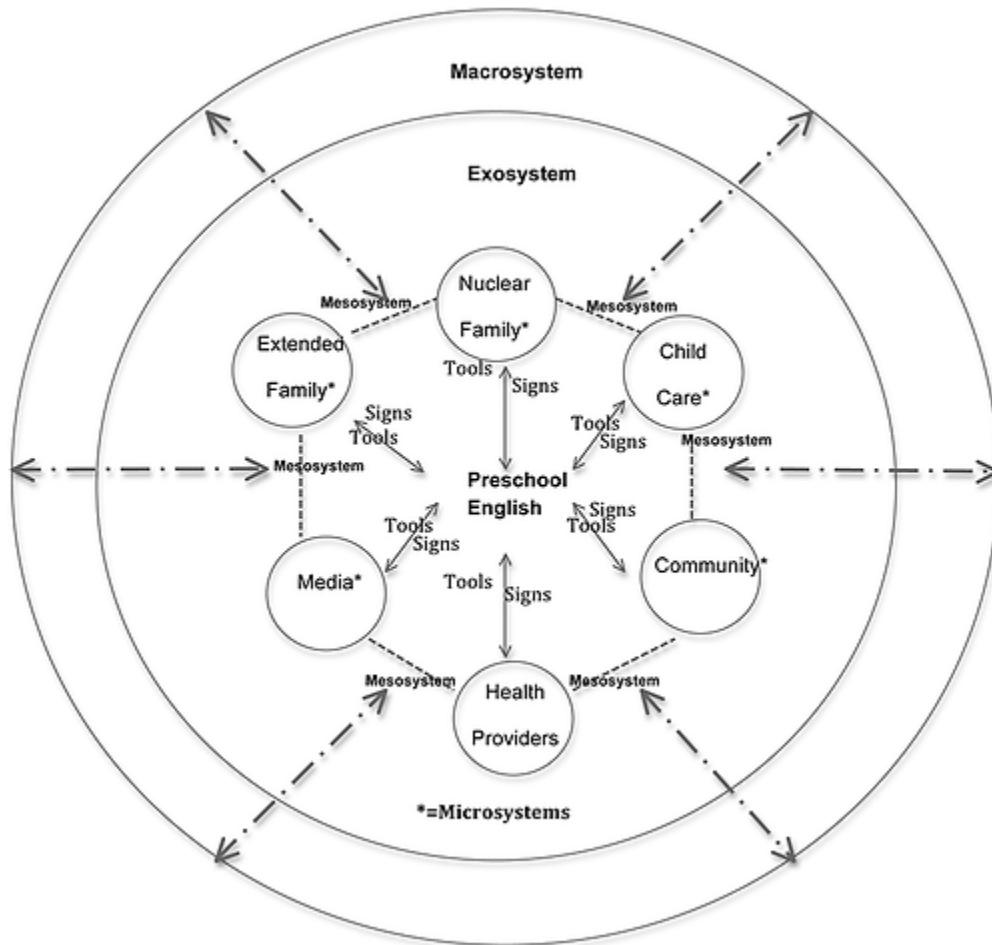 Macrosystem
Exosystem
Nuclear
Family*
Mesosystem
Mesosystem
Extended
Family*
Child
Care*
Tools
Signs
Signs
Tools
Tools
Signs
Mesosystem
Mesosystem
Preschool
English
Tools
Signs
Signs
Tools
Media*
Community*
Tools
Signs
Mesosystem
Mesosystem
Health
Providers
*=Microsystems